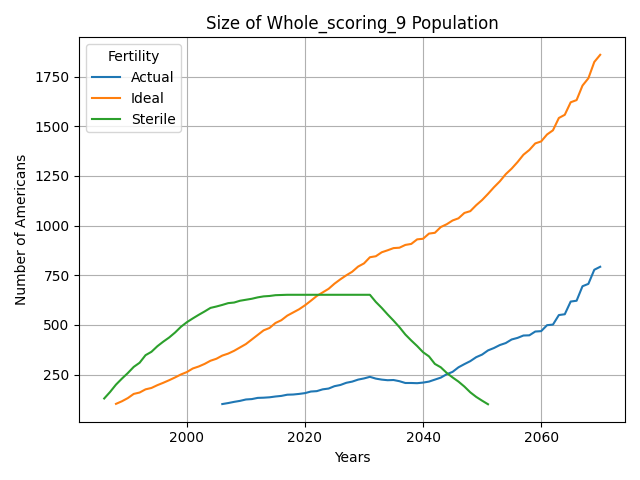 Size of Whole_scoring_9 Population
Fertility
Actual
Ideal
Sterile
1750
1500
1250
1000
750
500
250
Number of Americans
2000
2020
2040
2060
Years